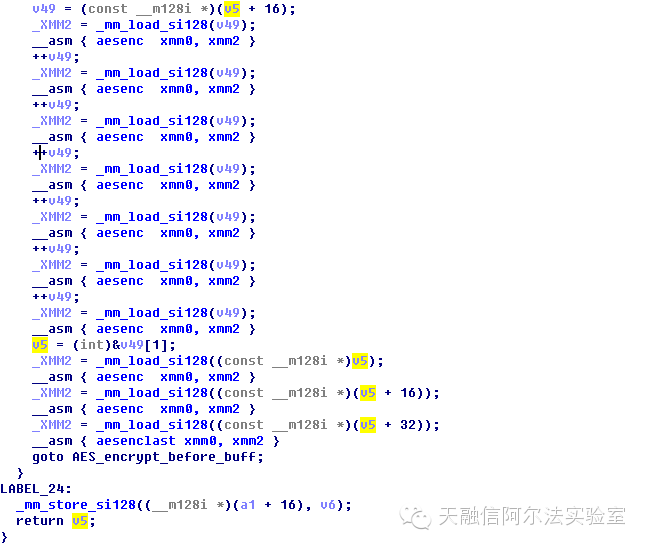 v49 = (const __m128i *)(v5 + 16);
_XMM2 = _mm_load_si128(v49);
__asm { aesenc  xmm0, xmm2 }
++v49;
_XMM2 = _mm_load_si128(v49);
__asm { aesenc  xmm0, xmm2 }
++v49;
_XMM2 = _mm_load_si128(v49);
__asm { aesenc  xmm0, xmm2 }
++v49;
_XMM2 = _mm_load_si128(v49);
__asm { aesenc  xmm0, xmm2 }
++v49;
_XMM2 = _mm_load_si128(v49);
__asm { aesenc  xmm0, xmm2 }
++v49;
_XMM2 = _mm_load_si128(v49);
__asm { aesenc  xmm0, xmm2 }
++v49;
_XMM2 = _mm_load_si128(v49);
__asm { aesenc  xmm0, xmm2 }
v5 = (int)&v49[1];
_XMM2 = _mm_load_si128((const __m128i *)v5);
__asm { aesenc  xmm0, xmm2 }
_XMM2 = _mm_load_si128((const __m128i *)(v5 + 16));
__asm { aesenc  xmm0, xmm2 }
_XMM2 = _mm_load_si128((const __m128i *)(v5 + 32));
__asm { aesenclast xmm0, xmm2 }
goto AES_encrypt_before_buff;
}
LABEL_24:
_mm_store_si128((__m128i *)(a1 + 16), v6);
return v5;
}
天融信阿尔法实验室